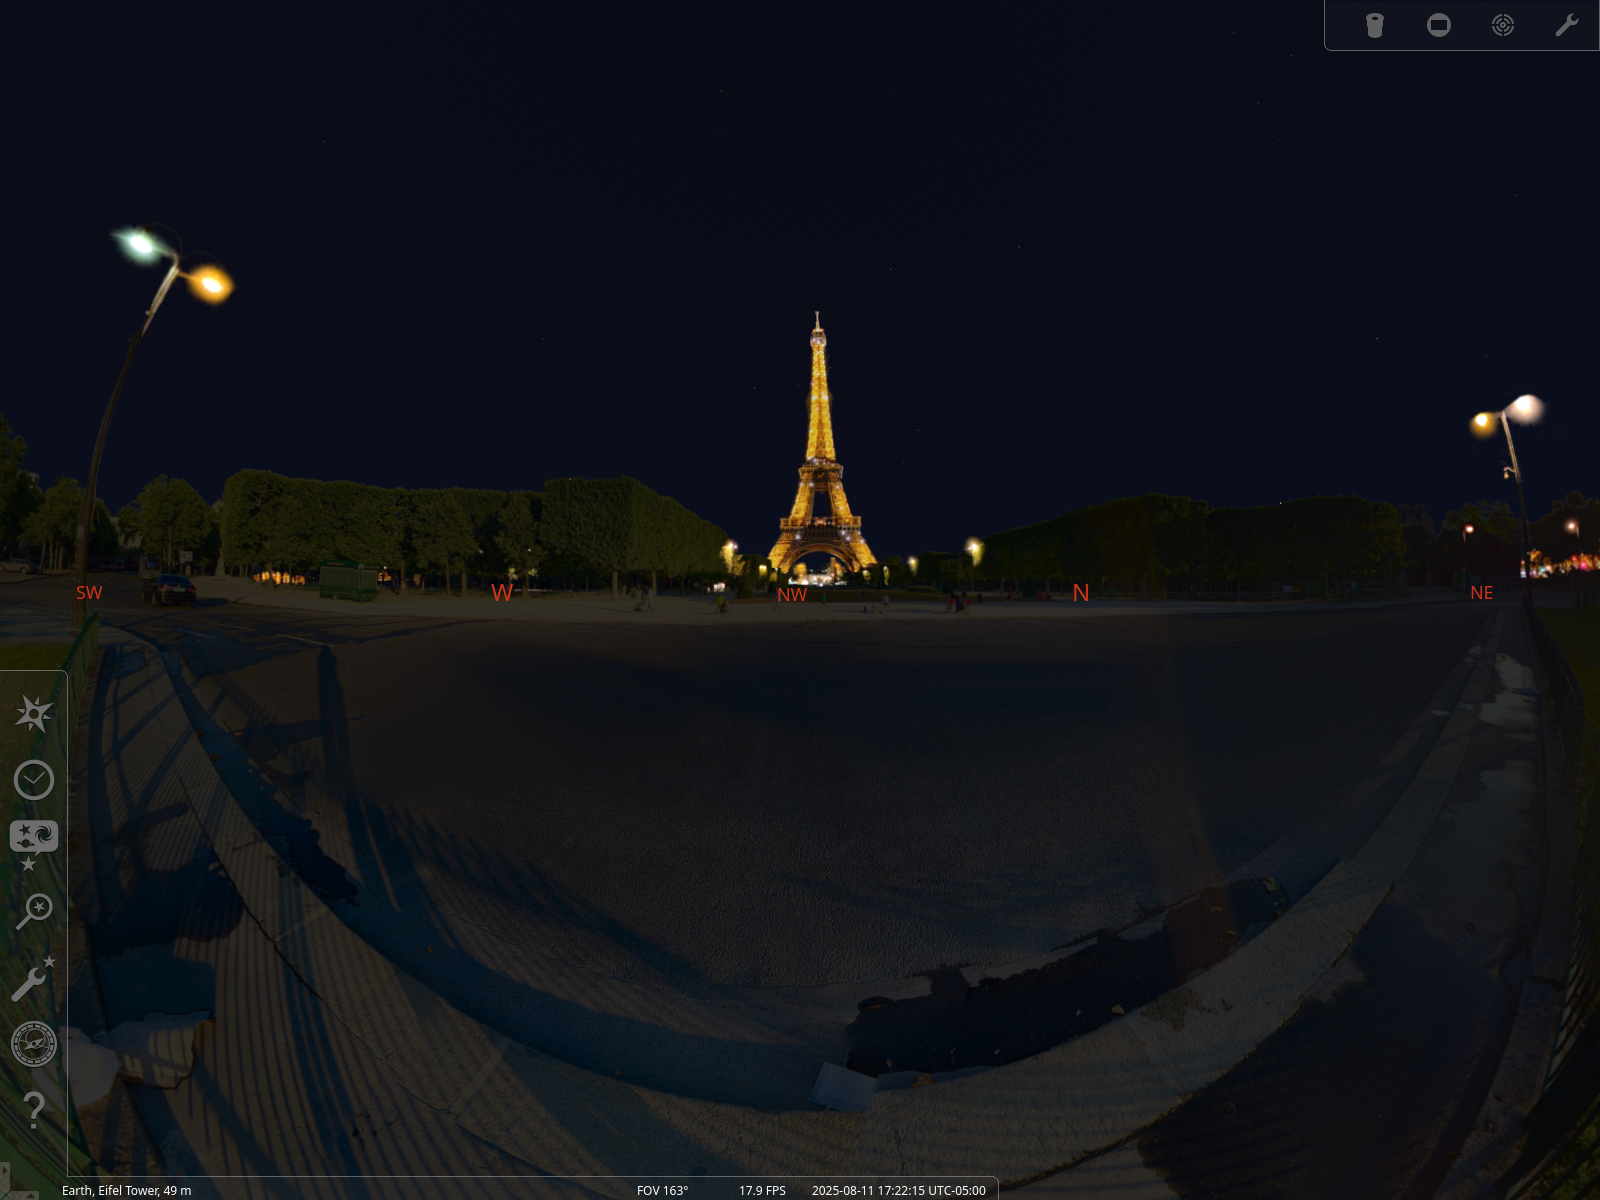 SW
W
NW
N
NE
Earth, Eifel Tower, 49 m
FOV 163°
17.9 FPS
2025-08-11 17:22:15 UTC-05:00